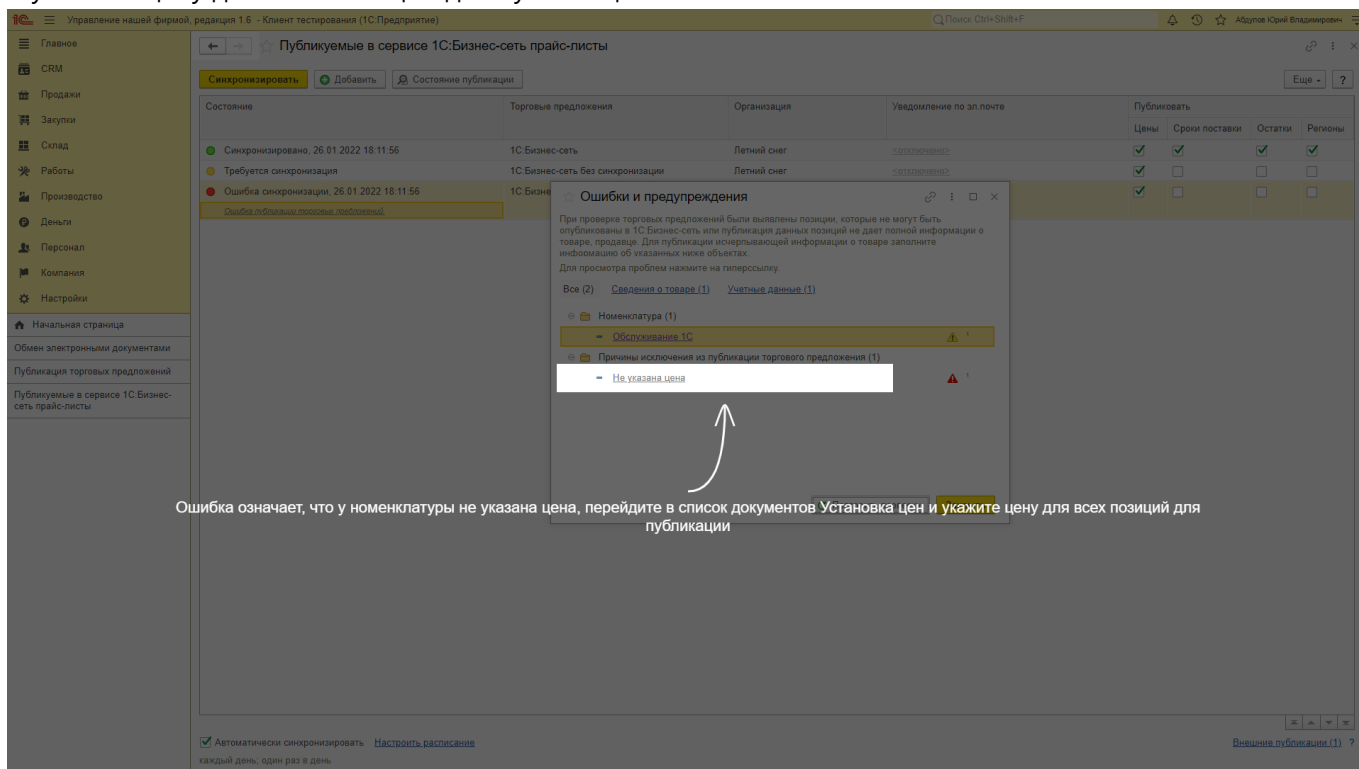 Управление нашей фирмой, редакция 1.6 - Клиент тестирования (1С:Предприятие)
Поиск Ctrl+Shift+F
Абдулов Юрий Владимирович
Главное
CRM
Продажи
Закупки
Склад
Работы
Производство
Деньги
Персонал
Компания
Настройки
Начальная страница
Обмен электронными документами
Публикация торговых предложений
Публикуемые в сервисе 1С:Бизнес-
сеть прайс-листы
Публикуемые в сервисе 1С:Бизнес-сеть прайс-листы
Синхронизировать Добавить Состояние публикации Еще ?
Состояние Торговые предложения Организация Уведомление по эл.почте Публиковать
Цены Сроки поставки Остатки Регионы
Синхронизировано, 26.01.2022 18:11:56 1С:Бизнес-сеть Летний снег <отключена>
Требуется синхронизация 1С:Бизнес-сеть без синхронизации Летний снег <отключена>
Ошибка синхронизации, 26.01.2022 18:11:56 1С:Бизне
Ошибка публикации торговых предложений.
Ошибки и предупреждения
При проверке торговых предложений были выявлены позиции, которые не могут быть
опубликованы в 1С:Бизнес-сеть или публикация данных позиций не дает полной информации о
товаре, продавце. Для публикации исчерпывающей информации о товаре заполните
информацию об указанных ниже объектах.
Для просмотра проблем нажмите на гиперссылку.
Все (2) Сведения о товаре (1) Учетные данные (1)
Номенклатура (1)
Обслуживание 1С 1
Причины исключения из публикации торгового предложения (1)
Не указана цена 1
Ошибка означает, что у номенклатуры не указана цена, перейдите в список документов Установка цен и укажите цену для всех позиций для
публикации
Автоматически синхронизировать Настроить расписание
каждый день, один раз в день
Внешние публикации (1) ?